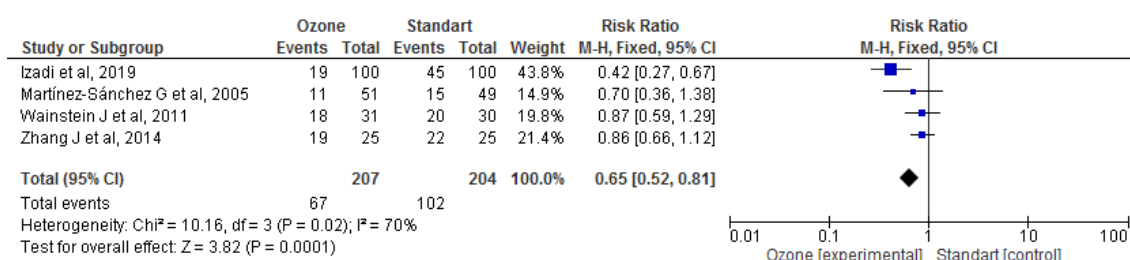 Ozone Standart Risk Ratio Risk Ratio
Study or Subgroup Events Total Events Total Weight M-H, Fixed, 95% CI M-H, Fixed, 95% CI
Izadi et al, 2019 19 100 45 100 43.8% 0.42 [0.27, 0.67]
Martínez-Sánchez G et al, 2005 11 51 15 49 14.9% 0.70 [0.36, 1.38]
Wainstein J et al, 2011 18 31 20 30 19.8% 0.87 [0.59, 1.29]
Zhang J et al, 2014 19 25 22 25 21.4% 0.86 [0.66, 1.12]
Total (95% CI) 207 204 100.0% 0.65 [0.52, 0.81]
Total events 67 102
Heterogeneity: Chi² = 10.16, df = 3 (P = 0.02); I² = 70%
Test for overall effect: Z = 3.82 (P = 0.0001)
0.01 0.1 1 10 100
Ozone [experimental] Standart [control]